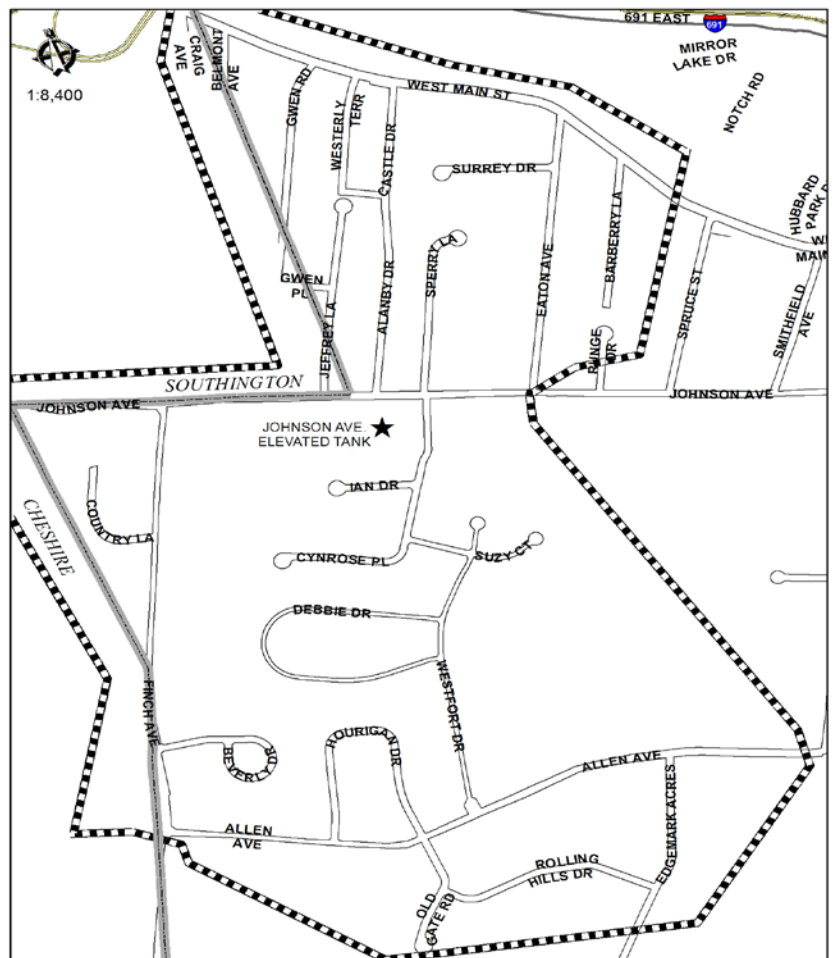 691 EAST
691
MIRROR
LAKE DR
NOTCH RD
CRAIG
AVE
BELMONT
AVE
1:8,400
GWEN RD
WESTERLY
TERR
CASTLE DR
WEST MAIN ST
SURREY DR
HUBBARD
PARK D
W
MAIN
BARBERRY LA
SPERRY LA
EATON AVE
ALANBY DR
GWEN
PL
JEFFREY LA
SPRUCE ST
SMITHFIELD
AVE
RUNGE
DR
SOUTHINGTON
JOHNSON AVE
JOHNSON AVE
JOHNSON AVE.
ELEVATED TANK
IAN DR
COUNTRY LA
CHESHIRE
CYNROSE PL
SUZY CT
DEBBIE DR
WESTFORT DR
FINCH AVE
HOURIGAN DR
BEVERLY
DR
ALLEN AVE
EDGEMARK ACRES
ALLEN
AVE
ROLLING
HILLS DR
OLD
GATE RD